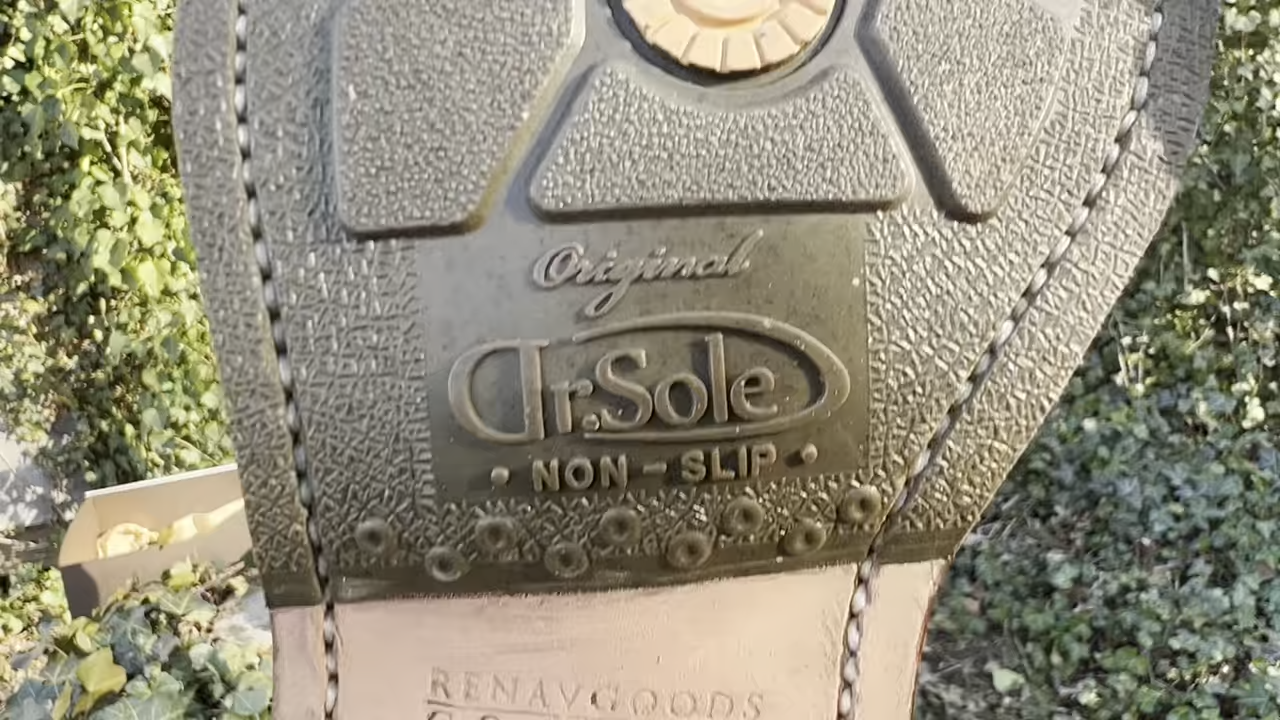 Original
Dr.Sole
• NON - SLIP •
RENAVGOODS